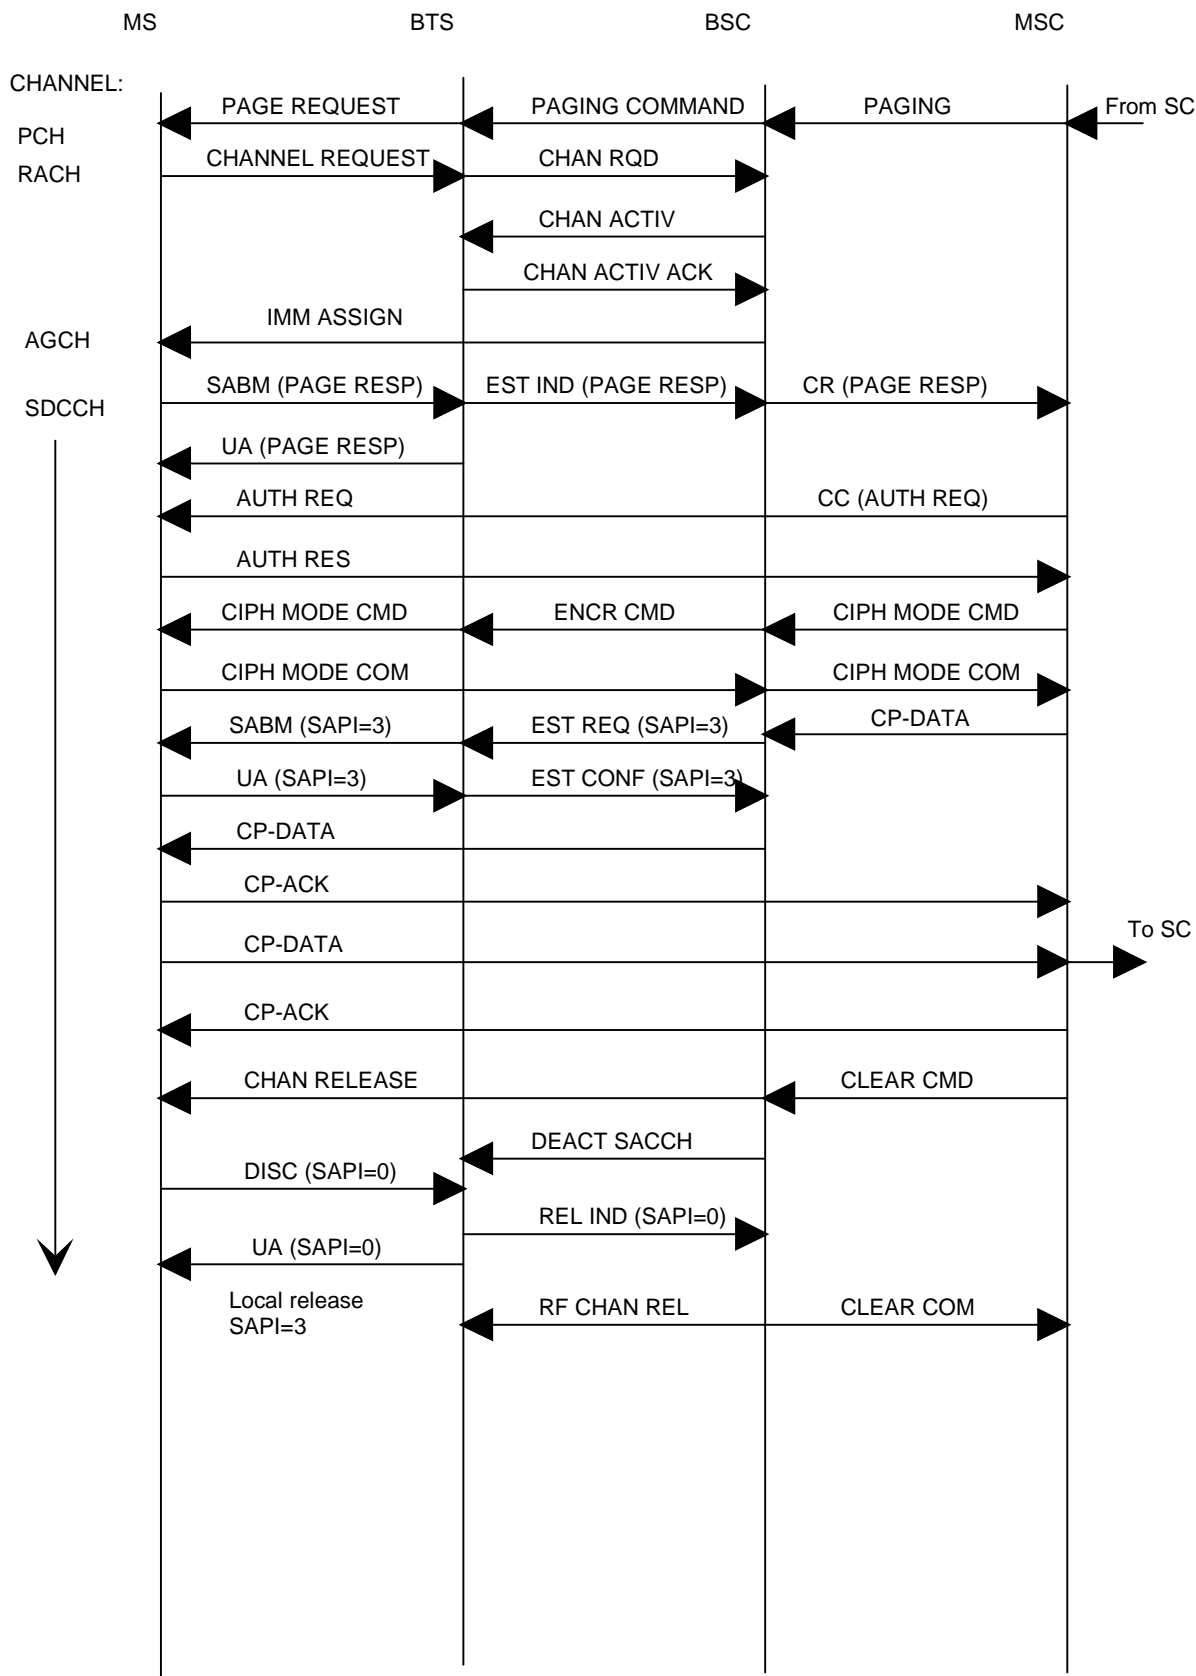 MS BTS BSC MSC
CHANNEL:
PAGE REQUEST PAGING COMMAND PAGING From SC
PCH
CHANNEL REQUEST CHAN RQD
RACH
CHAN ACTIV
CHAN ACTIV ACK
IMM ASSIGN
AGCH
SABM (PAGE RESP) EST IND (PAGE RESP) CR (PAGE RESP)
SDCCH
UA (PAGE RESP)
AUTH REQ CC (AUTH REQ)
AUTH RES
CIPH MODE CMD ENCR CMD CIPH MODE CMD
CIPH MODE COM CIPH MODE COM
CP-DATA
SABM (SAPI=3) EST REQ (SAPI=3)
UA (SAPI=3) EST CONF (SAPI=3)
CP-DATA
CP-ACK
To SC
CP-DATA
CP-ACK
CHAN RELEASE CLEAR CMD
DEACT SACCH
DISC (SAPI=0)
REL IND (SAPI=0)
UA (SAPI=0)
Local release RF CHAN REL CLEAR COM
SAPI=3